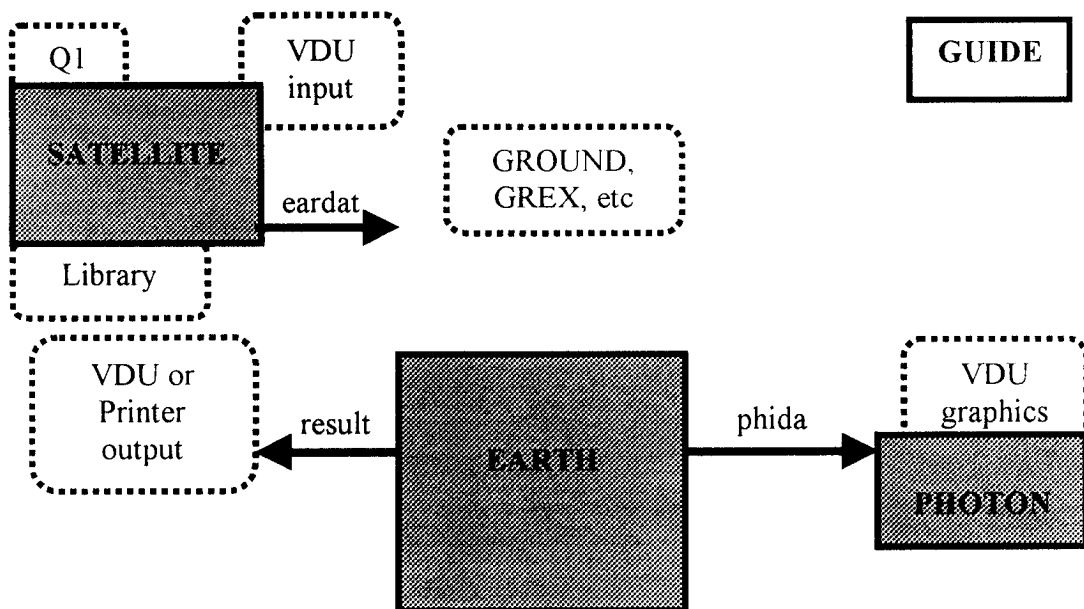 Q1
VDU
input
GUIDE
SATELLITE
GROUND,
GREX, etc
eardat
Library
VDU or
Printer
output
result
EARTH
phida
VDU
graphics
PHOTON